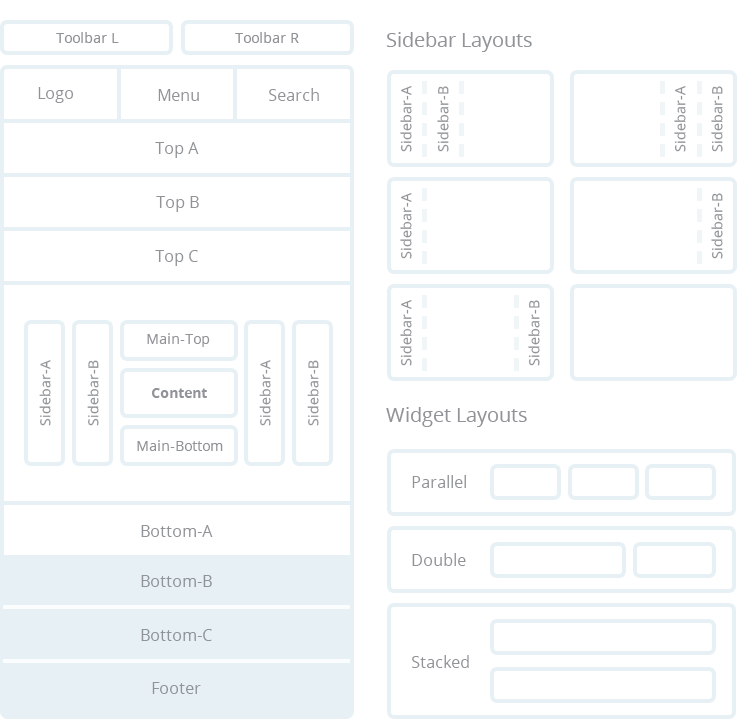 Toolbar L
Toolbar R
Logo
Menu
Search
Top A
Top B
Top C
Sidebar-A
Sidebar-B
Main-Top
Content
Main-Bottom
Sidebar-A
Sidebar-B
Bottom-A
Bottom-B
Bottom-C
Footer
Sidebar Layouts
Sidebar-A
Sidebar-B
Sidebar-A
Sidebar-B
Sidebar-A
Sidebar-B
Sidebar-A
Sidebar-B
Widget Layouts
Parallel
Double
Stacked